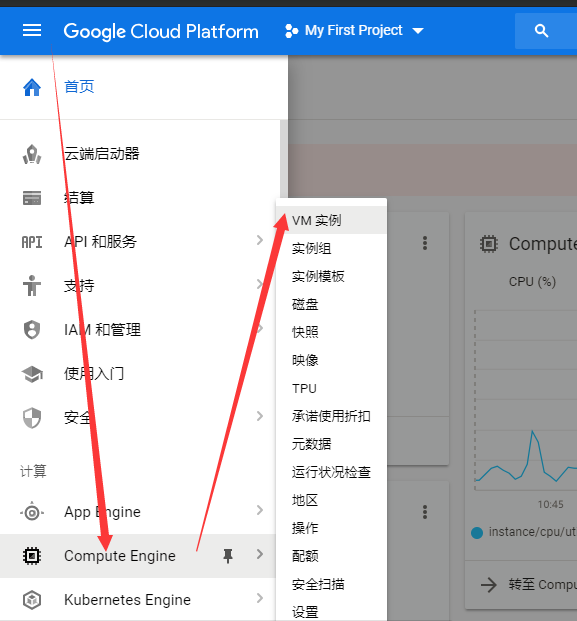 Google Cloud Platform
My First Project
首页
云端启动器
结算
API 和服务
支持
IAM 和管理
使用入门
安全
计算
App Engine
Compute Engine
Kubernetes Engine
VM 实例
实例组
实例模板
磁盘
快照
映像
TPU
承诺使用折扣
元数据
运行状况检查
地区
操作
配额
安全扫描
设置
Compute
CPU (%)
10:45
instance/cpu/ut
转至 Compu